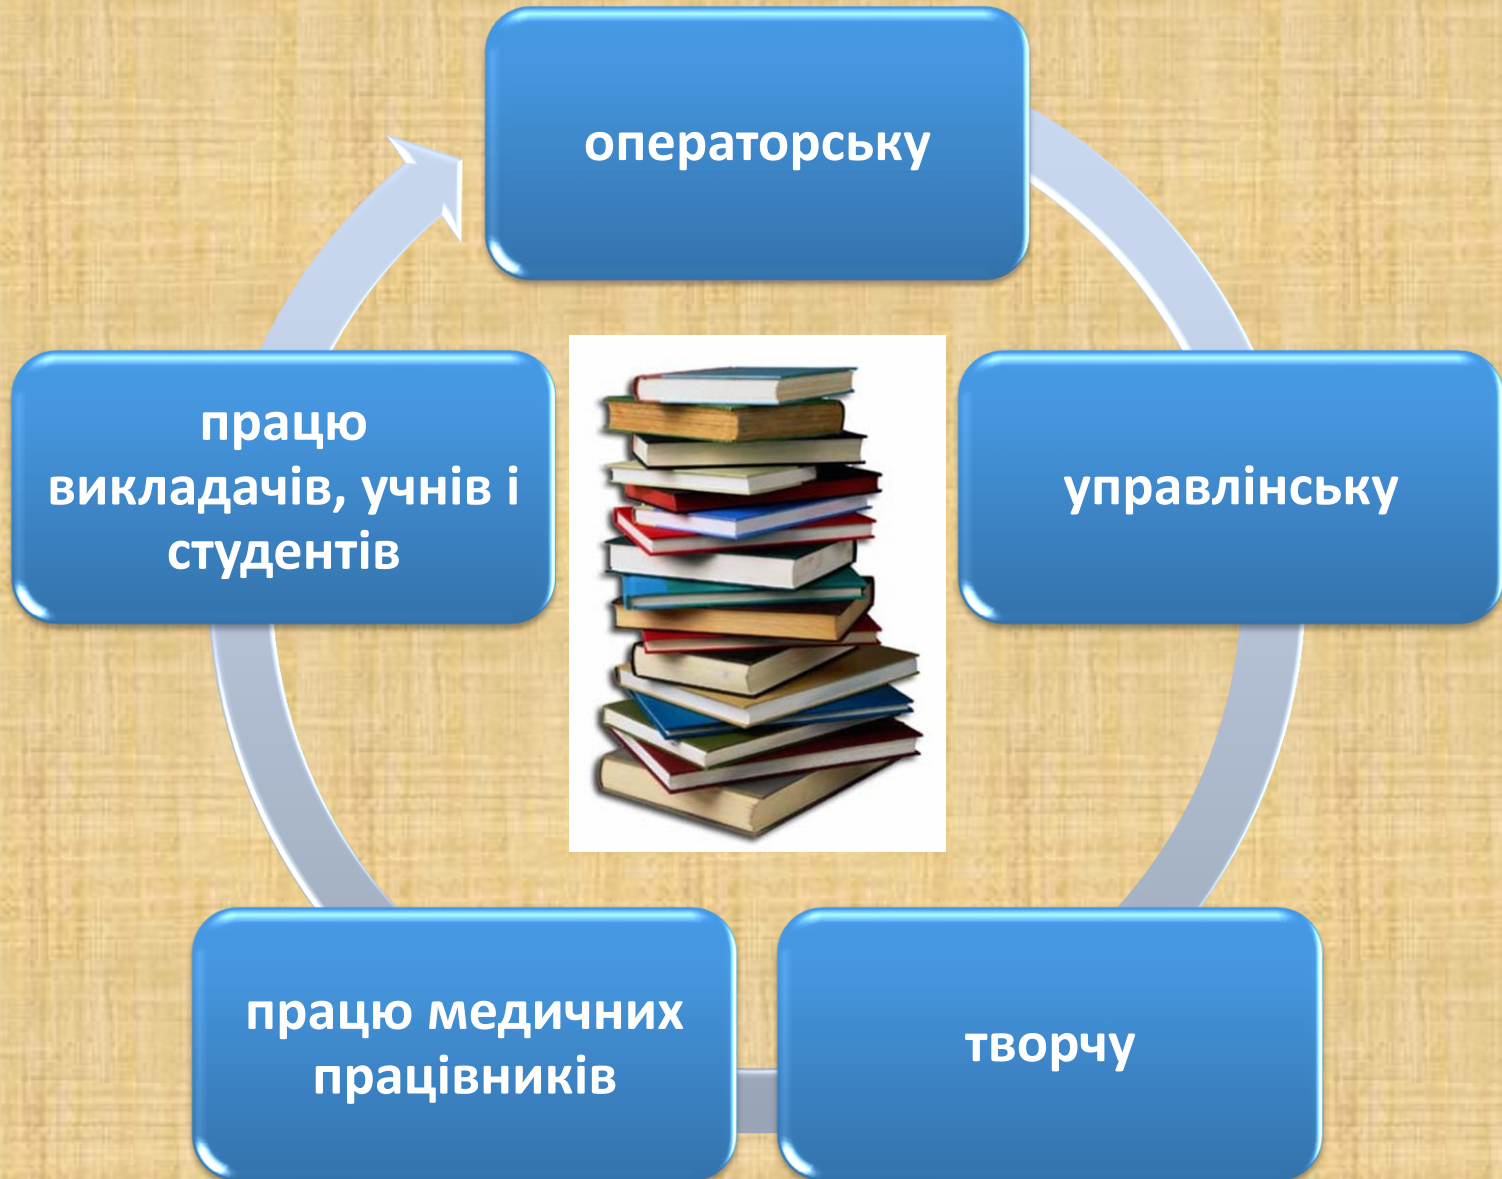 операторську
управлінську
творчу
працю медичних
працівників
працю
викладачів, учнів і
студентів